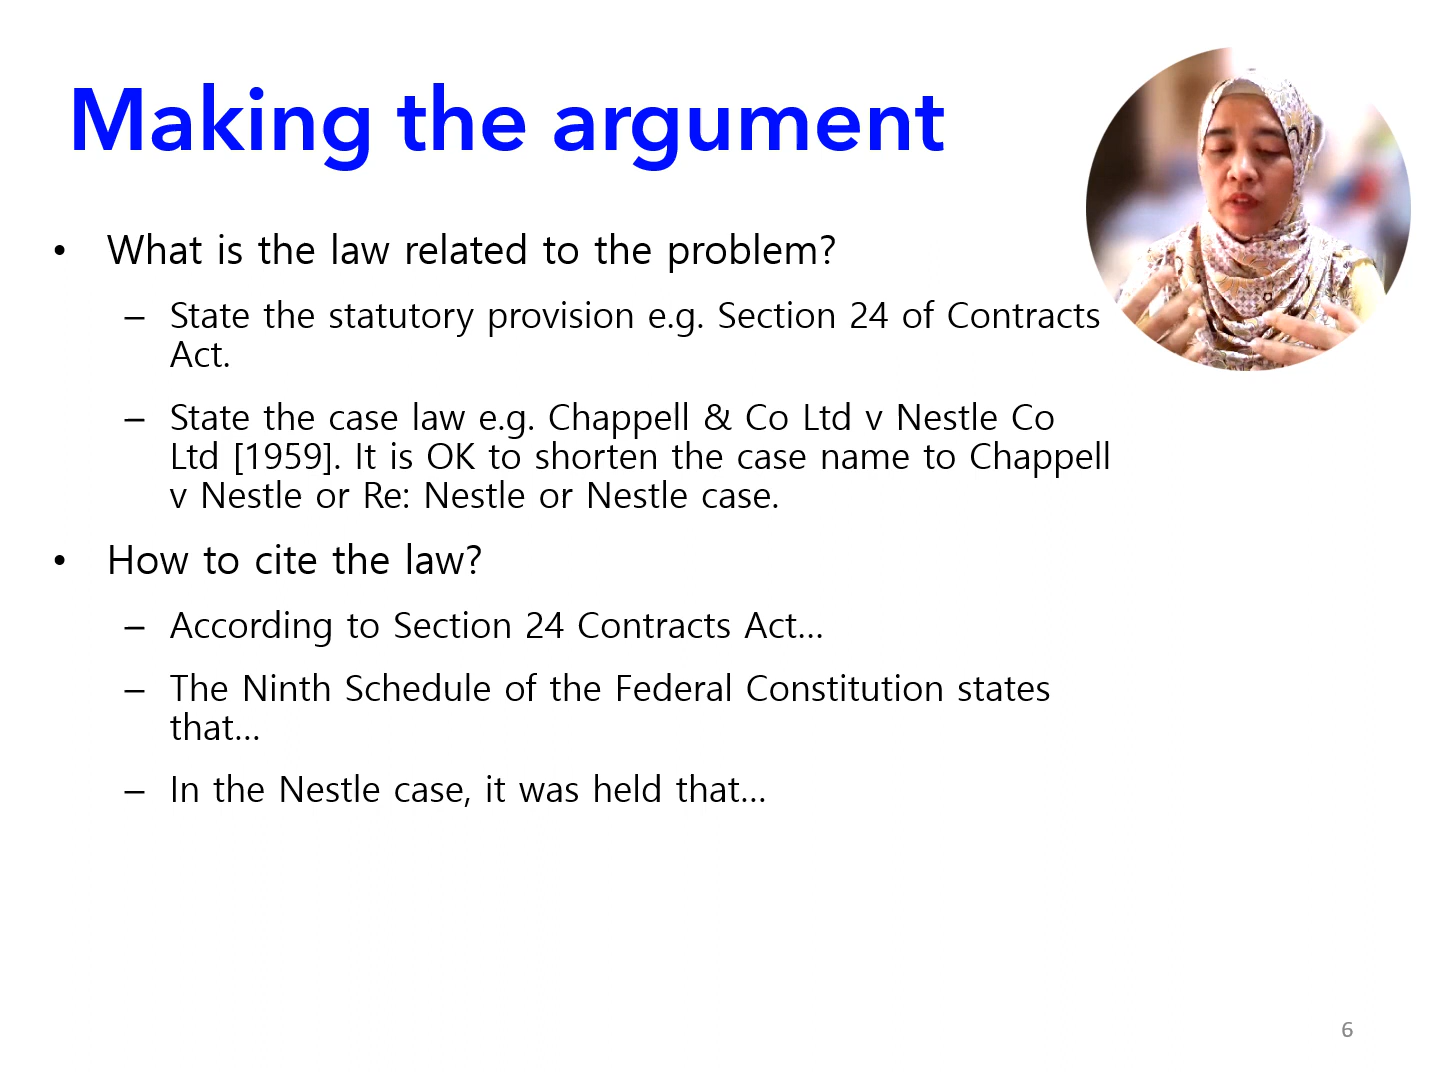 Making the argument
• What is the law related to the problem?
– State the statutory provision e.g. Section 24 of Contracts
Act.
– State the case law e.g. Chappell & Co Ltd v Nestle Co
Ltd [1959]. It is OK to shorten the case name to Chappell
v Nestle or Re: Nestle or Nestle case.
• How to cite the law?
– According to Section 24 Contracts Act...
– The Ninth Schedule of the Federal Constitution states
that...
– In the Nestle case, it was held that...
6